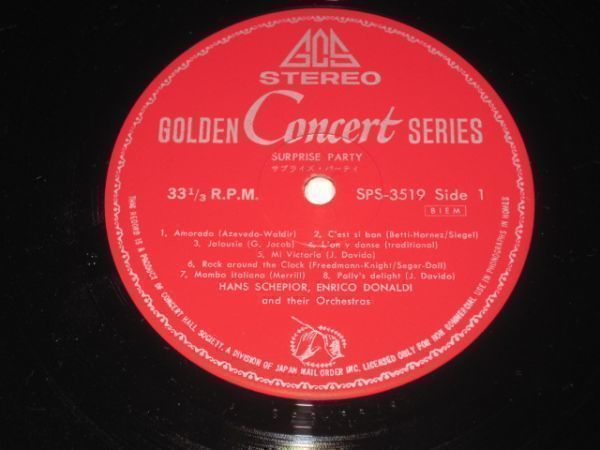 GCS
STEREO
GOLDEN Concert SERIES
SURPRISE PARTY
サプライズ・パーティ
33 1/3 R.P.M. SPS-3519 Side 1
BIEM
1. Amorada (Azevedo-Waldir) 2. C'est si bon (Betti-Hornez/Siegel)
3. Jalousie (G. Jacob) 4. L'on y danse (traditional)
5. Mi Victoria (J. Davida)
6. Rock around the Clock (Freedmann-Knight/Seger-Doll)
7. Mambo Italiano (Merrill) 8. Polly's delight (J. Davido)
HANS SCHEPIOR, ENRICO DONALDI
and their Orchestras
THIS RECORD IS A PRODUCT OF CONCERT HALL SOCIETY, A DIVISION OF JAPAN MAIL ORDER INC. LICENSED ONLY FOR NON COMMERCIAL USE ON PHONOGRAPHS IN HOMES